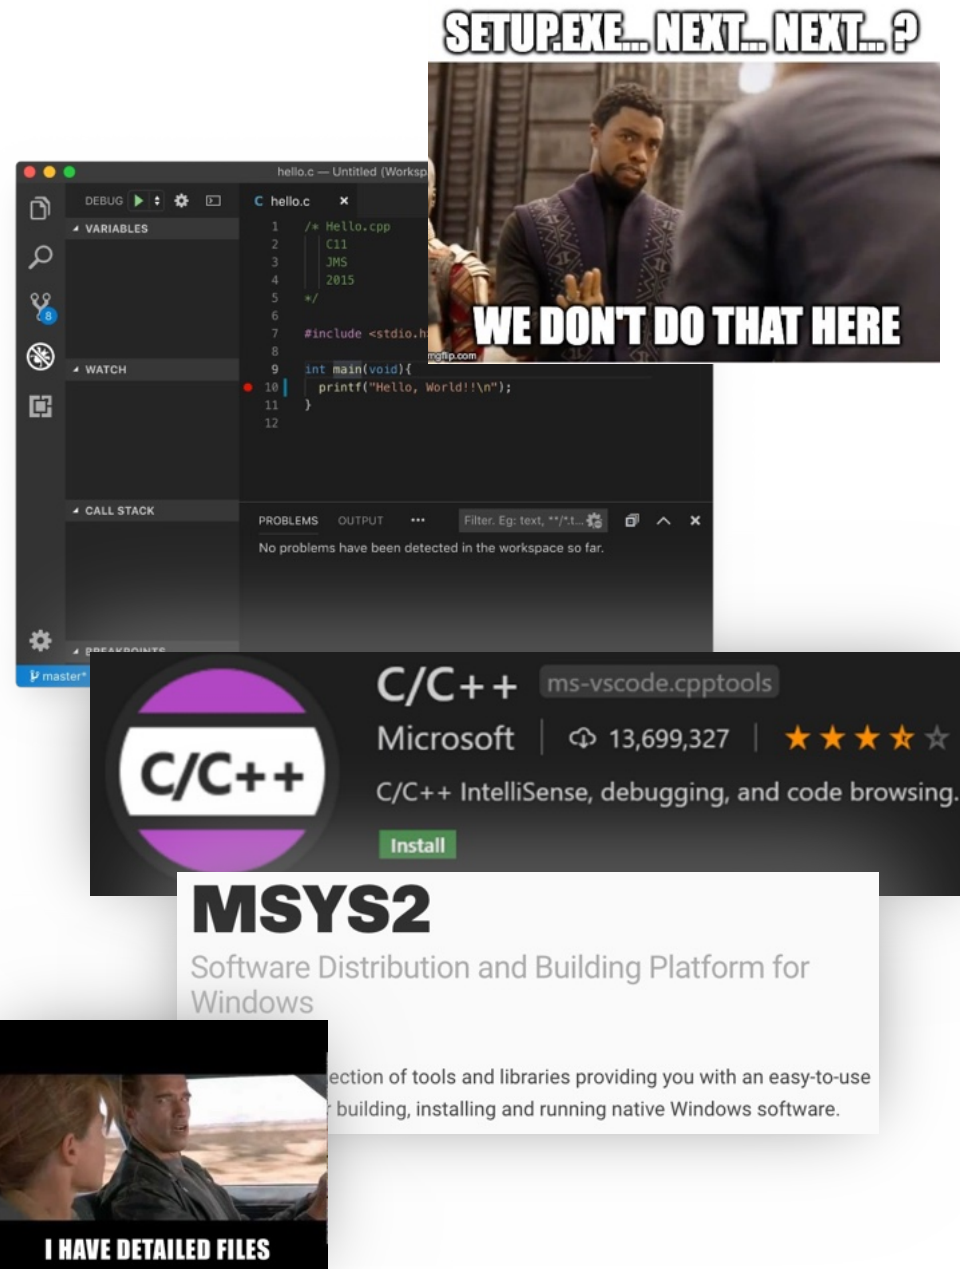 SETUP.EXE... NEXT... NEXT... ?
WE DON'T DO THAT HERE
imgflip.com
hello.c — Untitled (Worksp
DEBUG
C hello.c
VARIABLES
1 /* Hello.cpp
2 C11
3 JMS
4 2015
5 */
6
7 #include <stdio.h
8
9 int main(void){
10 printf("Hello, World!!\n");
11 }
12
8
WATCH
CALL STACK
PROBLEMS OUTPUT ... Filter. Eg: text, **/*.t...
No problems have been detected in the workspace so far.
BREAKPOINTS
master*
C/C++ ms-vscode.cpptools
C/C++
Microsoft | 13,699,327 |
C/C++ IntelliSense, debugging, and code browsing.
Install
MSYS2
Software Distribution and Building Platform for
Windows
ection of tools and libraries providing you with an easy-to-use
building, installing and running native Windows software.
I HAVE DETAILED FILES